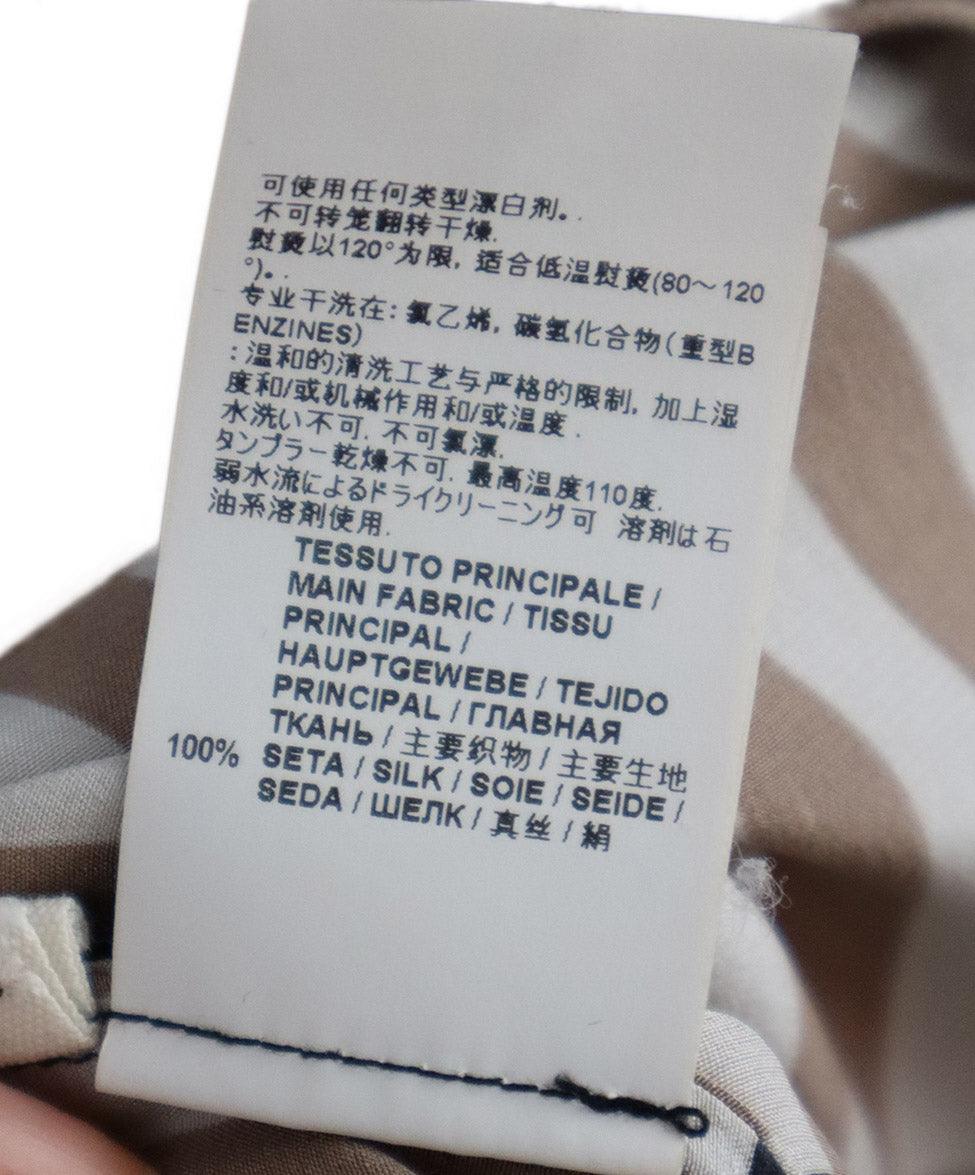 可使用任何类型漂白剂。.
不可转笼翻转干燥.
熨烫以120°为限, 适合低温熨烫(80～120
°)。.
专业干洗在: 氯乙烯, 碳氢化合物(重型B
ENZINES)
:温和的清洗工艺与严格的限制, 加上湿
度和/或机械作用和/或温度 .
水洗い不可. 不可氯漂.
タンブラー乾燥不可. 最高温度110度.
弱水流によるドライクリーニング可 溶剤は石
油系溶剤使用.
TESSUTO PRINCIPALE /
MAIN FABRIC / TISSU
PRINCIPAL /
HAUPTGEWEBE / TEJIDO
PRINCIPAL / ГЛАВНАЯ
ТКАНЬ / 主要织物 / 主要生地
100% SETA / SILK / SOIE / SEIDE /
SEDA / ШЕЛК / 真丝 / 絹